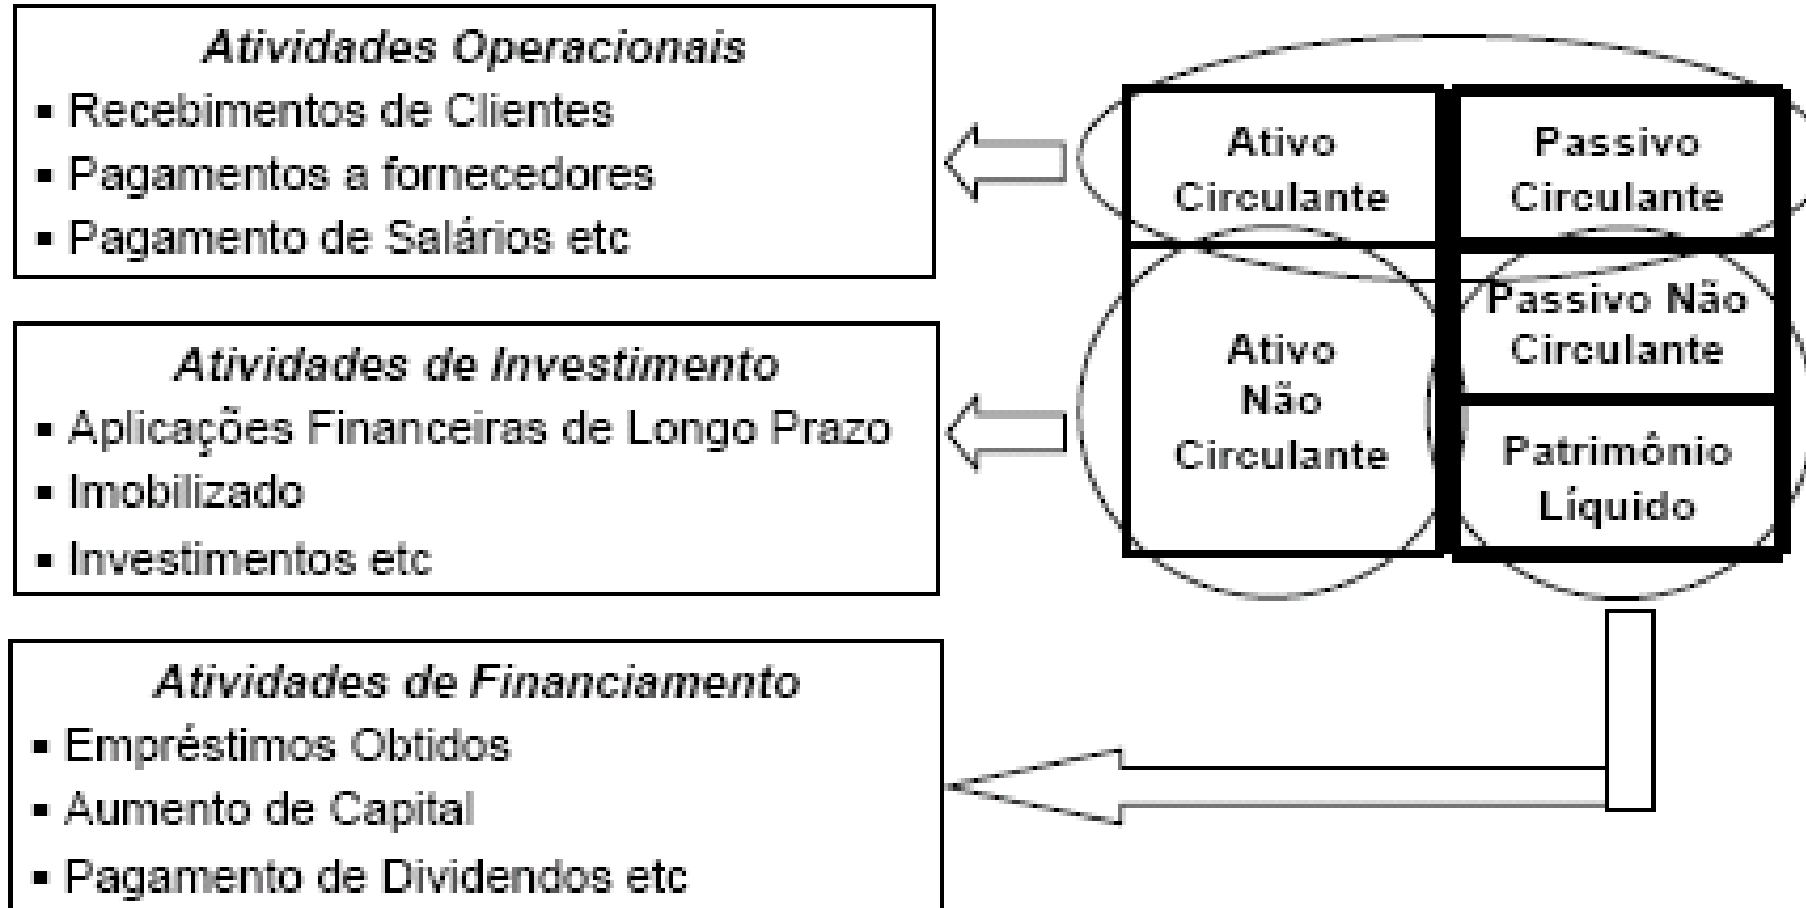 Atividades Operacionais
▪ Recebimentos de Clientes
▪ Pagamentos a fornecedores
▪ Pagamento de Salários etc
Atividades de Investimento
▪ Aplicações Financeiras de Longo Prazo
▪ Imobilizado
▪ Investimentos etc
Atividades de Financiamento
▪ Empréstimos Obtidos
▪ Aumento de Capital
▪ Pagamento de Dividendos etc
Ativo
Circulante
Passivo
Circulante
Ativo
Não
Circulante
Passivo Não
Circulante
Patrimônio
Líquido